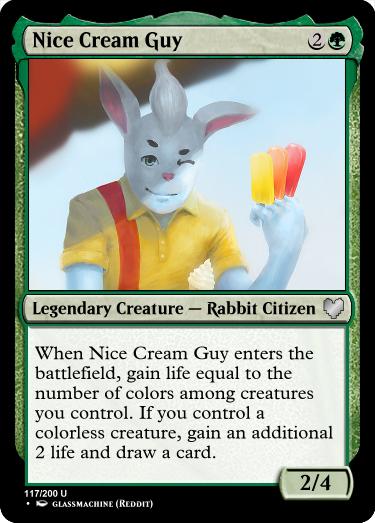 Nice Cream Guy 2
Legendary Creature — Rabbit Citizen
When Nice Cream Guy enters the
battlefield, gain life equal to the
number of colors among creatures
you control. If you control a
colorless creature, gain an additional
2 life and draw a card.
2/4
117/200 U
• GLASSMACHINE (REDDIT)